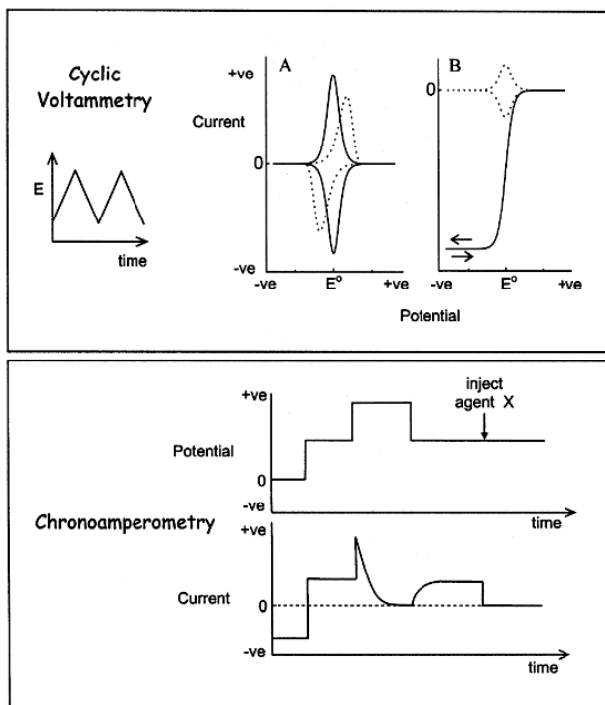 Cyclic
Voltammetry
E
time
A
B
+ve
Current
0
-ve
-ve
E°
+ve
0
-ve
E°
+ve
Potential
+ve
Potential
0
-ve
inject
agent X
time
Chronoamperometry
+ve
Current
0
-ve
time